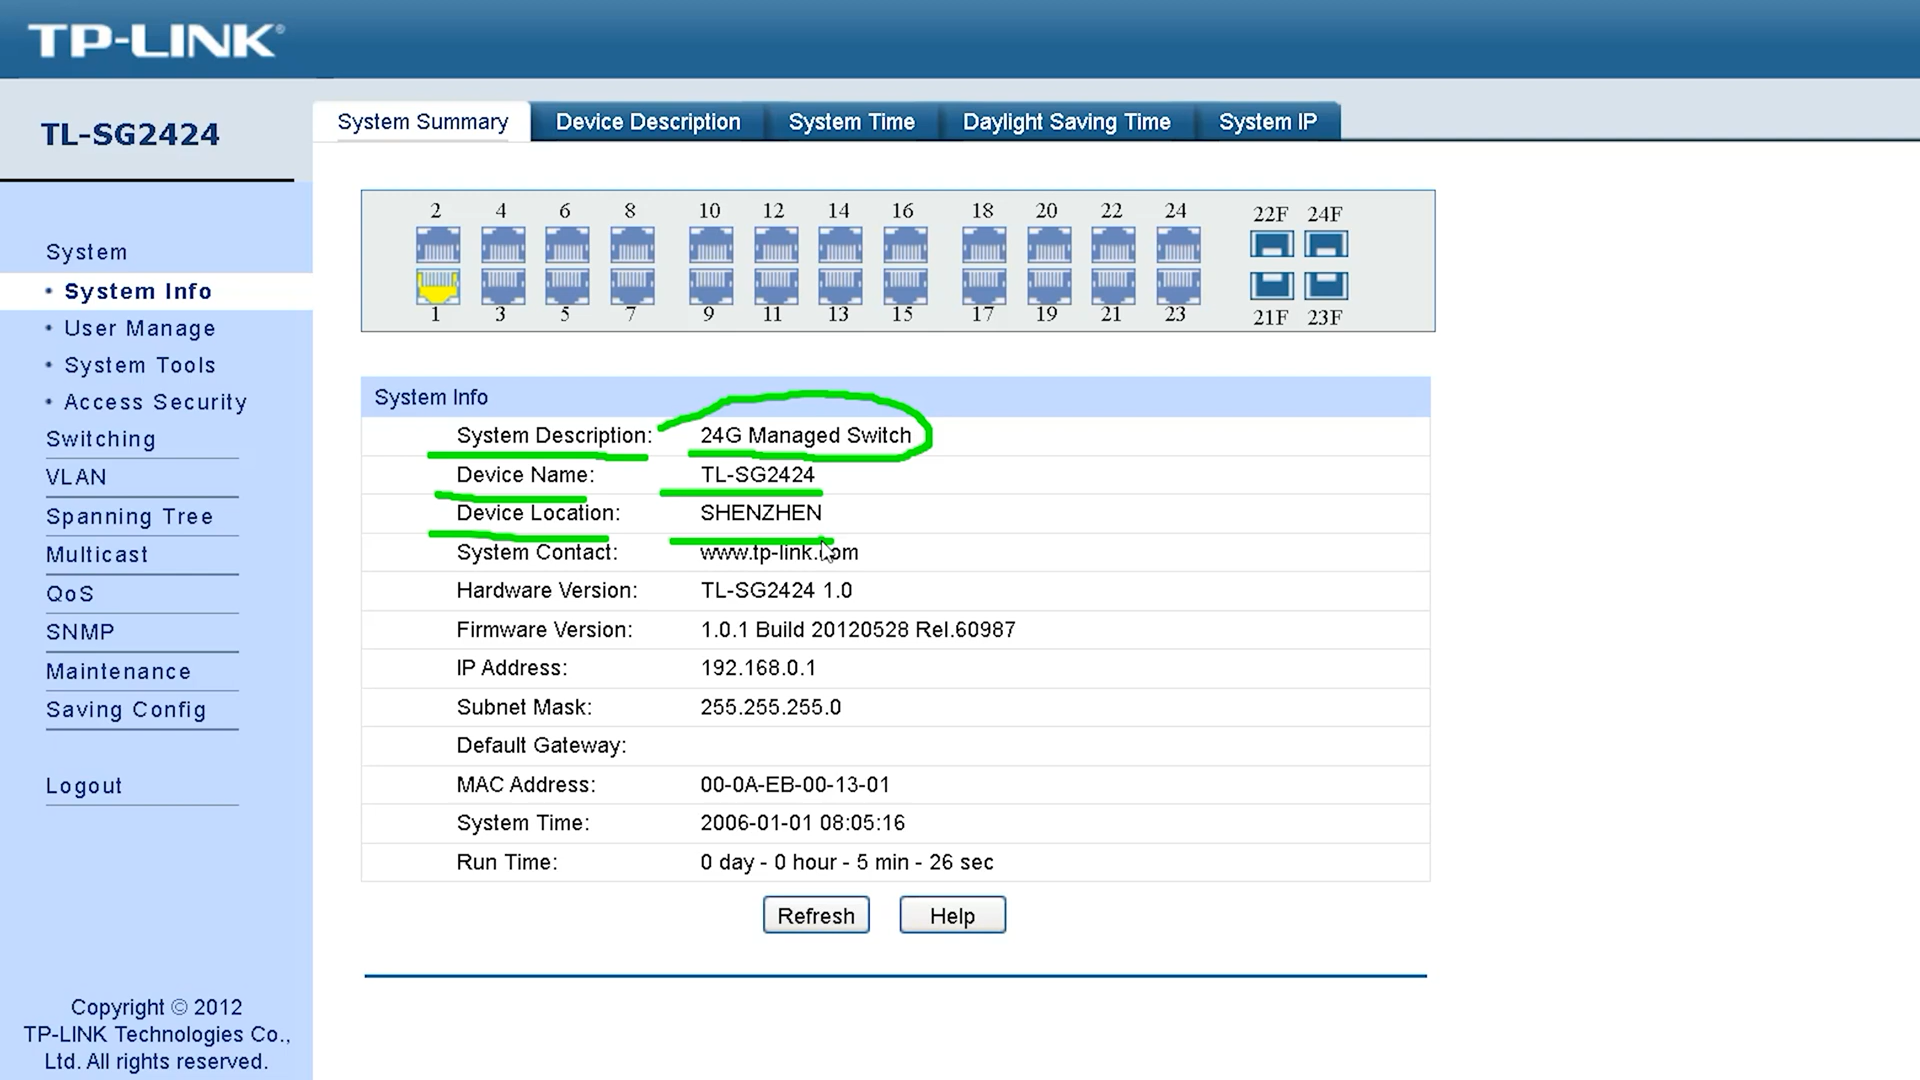 TP-LINK®
TL-SG2424
System Summary Device Description System Time Daylight Saving Time System IP
2 4 6 8 10 12 14 16 18 20 22 24 22F 24F
1 3 5 7 9 11 13 15 17 19 21 23 21F 23F
System
• System Info
• User Manage
• System Tools
• Access Security
Switching
VLAN
Spanning Tree
Multicast
QoS
SNMP
Maintenance
Saving Config
Logout
Copyright © 2012
TP-LINK Technologies Co.,
Ltd. All rights reserved.
System Info
System Description: 24G Managed Switch
Device Name: TL-SG2424
Device Location: SHENZHEN
System Contact: www.tp-link.com
Hardware Version: TL-SG2424 1.0
Firmware Version: 1.0.1 Build 20120528 Rel.60987
IP Address: 192.168.0.1
Subnet Mask: 255.255.255.0
Default Gateway:
MAC Address: 00-0A-EB-00-13-01
System Time: 2006-01-01 08:05:16
Run Time: 0 day - 0 hour - 5 min - 26 sec
Refresh Help